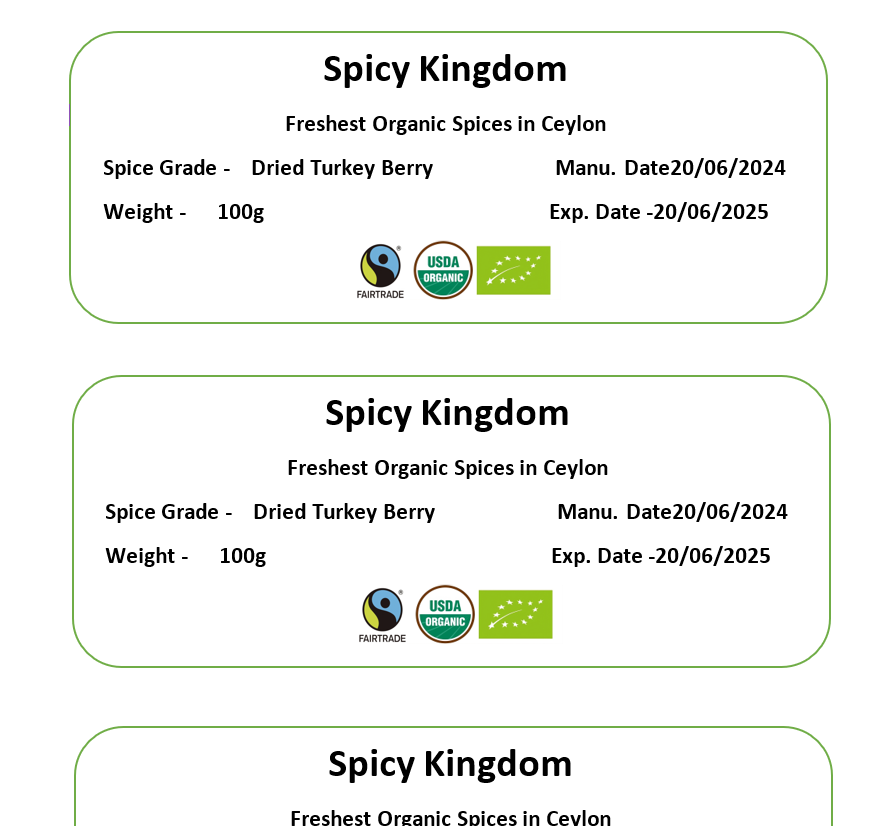 Spicy Kingdom
Freshest Organic Spices in Ceylon
Spice Grade - Dried Turkey Berry Manu. Date20/06/2024
Weight - 100g Exp. Date -20/06/2025
FAIRTRADE ® USDA ORGANIC
Spicy Kingdom
Freshest Organic Spices in Ceylon
Spice Grade - Dried Turkey Berry Manu. Date20/06/2024
Weight - 100g Exp. Date -20/06/2025
FAIRTRADE ® USDA ORGANIC
Spicy Kingdom
Freshest Organic Spices in Ceylon